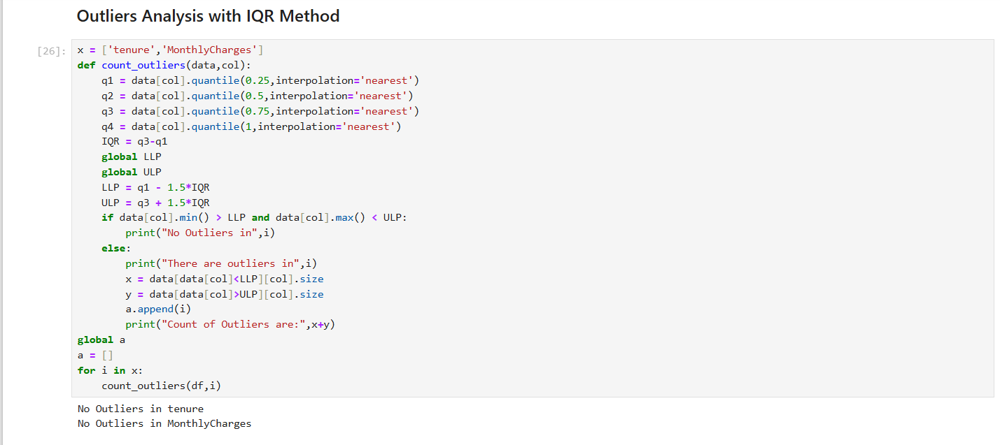 Outliers Analysis with IQR Method
[26]:
x = ['tenure','MonthlyCharges']
def count_outliers(data,col):
    q1 = data[col].quantile(0.25,interpolation='nearest')
    q2 = data[col].quantile(0.5,interpolation='nearest')
    q3 = data[col].quantile(0.75,interpolation='nearest')
    q4 = data[col].quantile(1,interpolation='nearest')
    IQR = q3-q1
    global LLP
    global ULP
    LLP = q1 - 1.5*IQR
    ULP = q3 + 1.5*IQR
    if data[col].min() > LLP and data[col].max() < ULP:
        print("No Outliers in",i)
    else:
        print("There are outliers in",i)
        x = data[data[col]<LLP][col].size
        y = data[data[col]>ULP][col].size
        a.append(i)
        print("Count of Outliers are:",x+y)
global a
a = []
for i in x:
    count_outliers(df,i)
No Outliers in tenure
No Outliers in MonthlyCharges